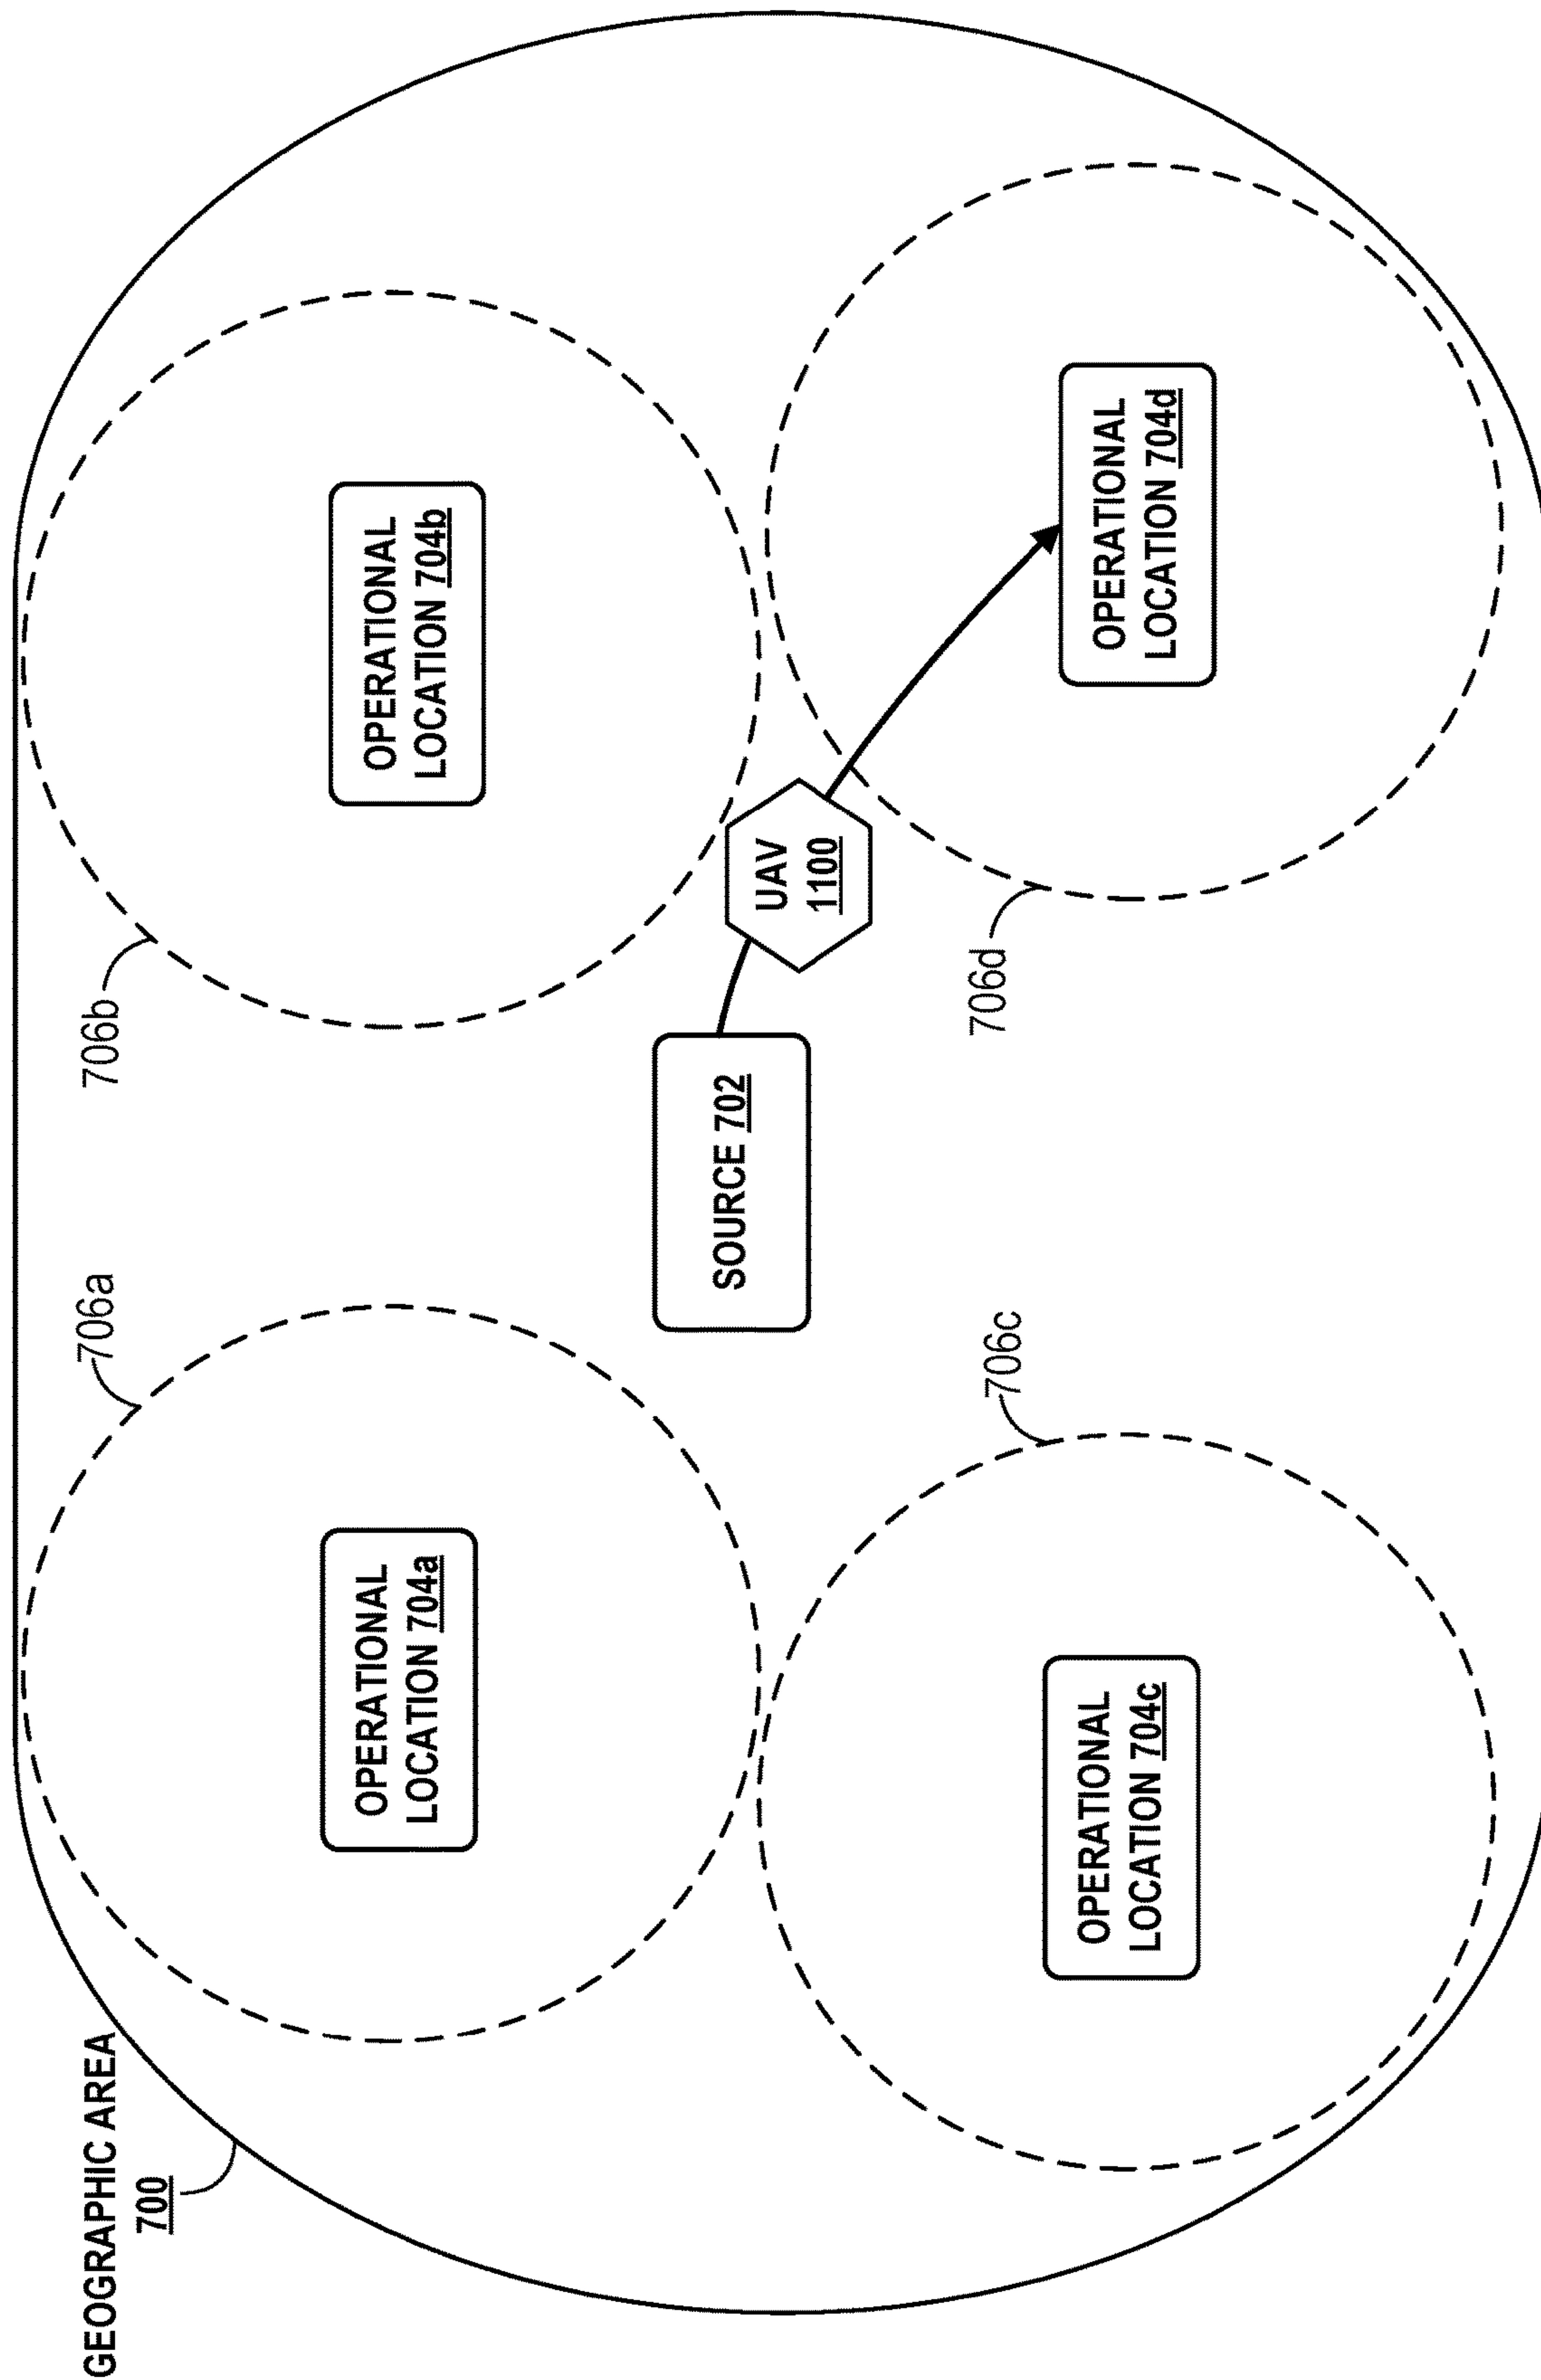 GEOGRAPHIC AREA
700
706a
706b
OPERATIONAL
LOCATION 704a
OPERATIONAL
LOCATION 704b
SOURCE 702
UAV
1100
706c
706d
OPERATIONAL
LOCATION 704c
OPERATIONAL
LOCATION 704d